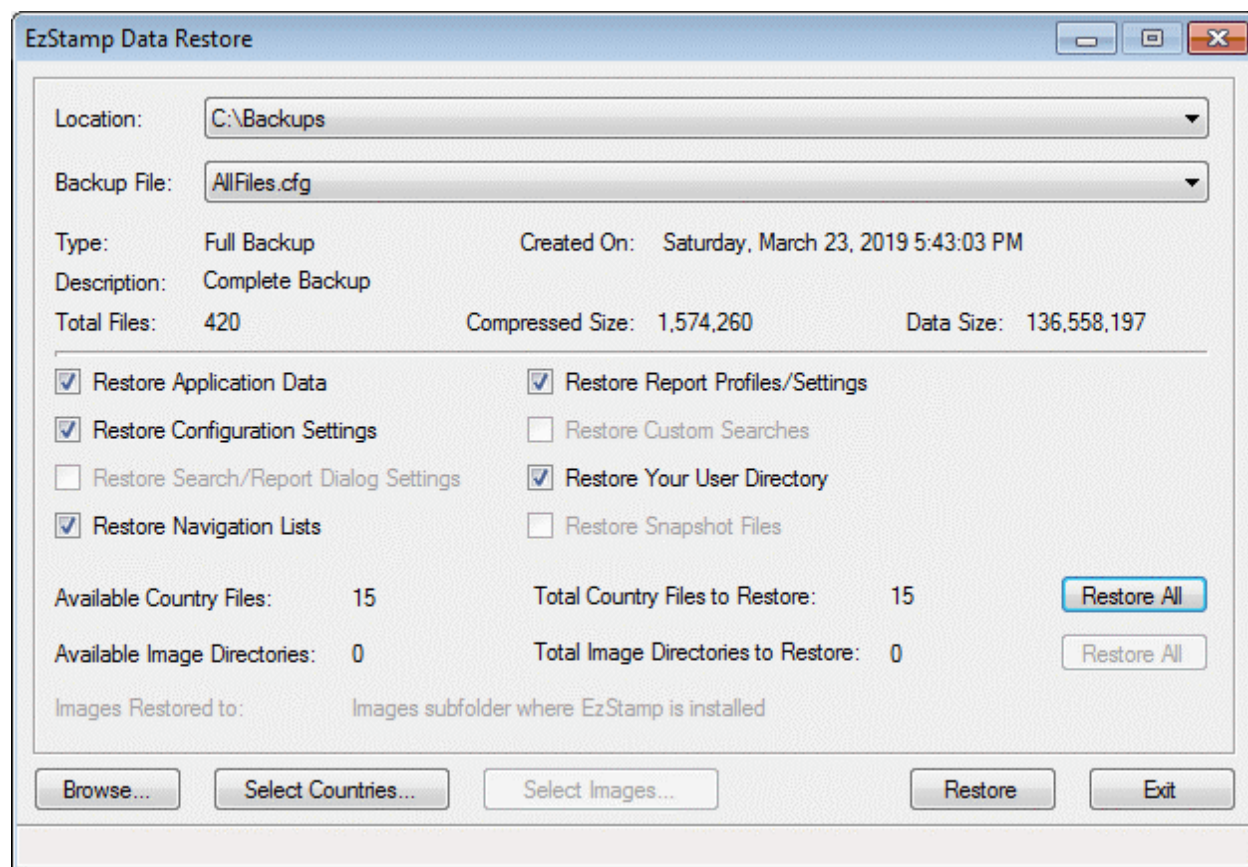 EzStamp Data Restore
Location: C:\Backups
Backup File: AllFiles.cfg
Type: Full Backup Created On: Saturday, March 23, 2019 5:43:03 PM
Description: Complete Backup
Total Files: 420 Compressed Size: 1,574,260 Data Size: 136,558,197
Restore Application Data Restore Report Profiles/Settings
Restore Configuration Settings Restore Custom Searches
Restore Search/Report Dialog Settings Restore Your User Directory
Restore Navigation Lists Restore Snapshot Files
Available Country Files: 15 Total Country Files to Restore: 15 Restore All
Available Image Directories: 0 Total Image Directories to Restore: 0 Restore All
Images Restored to: Images subfolder where EzStamp is installed
Browse... Select Countries... Select Images... Restore Exit